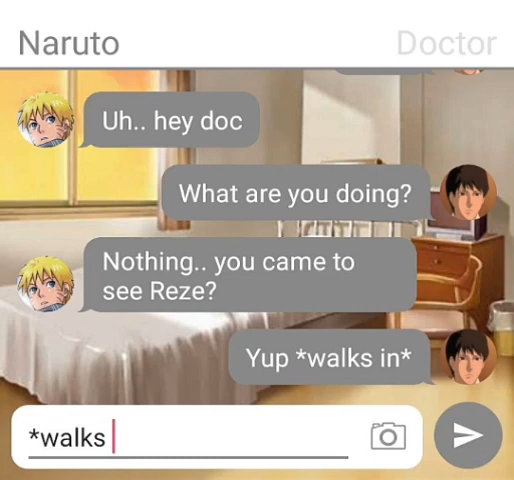 Naruto
Doctor
Uh.. hey doc
What are you doing?
Nothing.. you came to
see Reze?
Yup *walks in*
*walks